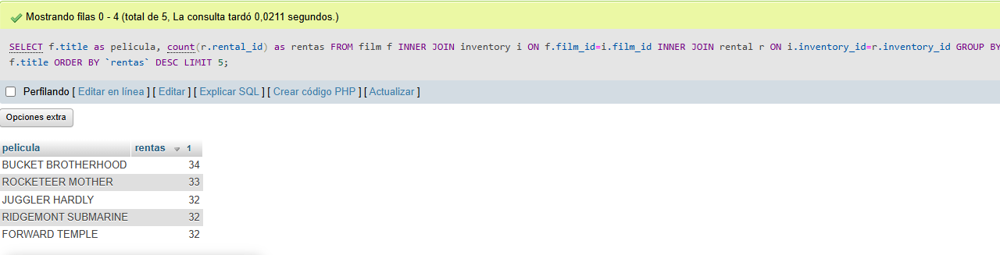 Mostrando filas 0 - 4 (total de 5, La consulta tardó 0,0211 segundos.)
SELECT f.title as pelicula, count(r.rental_id) as rentas FROM film f INNER JOIN inventory i ON f.film_id=i.film_id INNER JOIN rental r ON i.inventory_id=r.inventory_id GROUP BY
f.title ORDER BY `rentas` DESC LIMIT 5;
Perfilando [ Editar en línea ] [ Editar ] [ Explicar SQL ] [ Crear código PHP ] [ Actualizar ]
Opciones extra
pelicula rentas 1
BUCKET BROTHERHOOD 34
ROCKETEER MOTHER 33
JUGGLER HARDLY 32
RIDGEMONT SUBMARINE 32
FORWARD TEMPLE 32